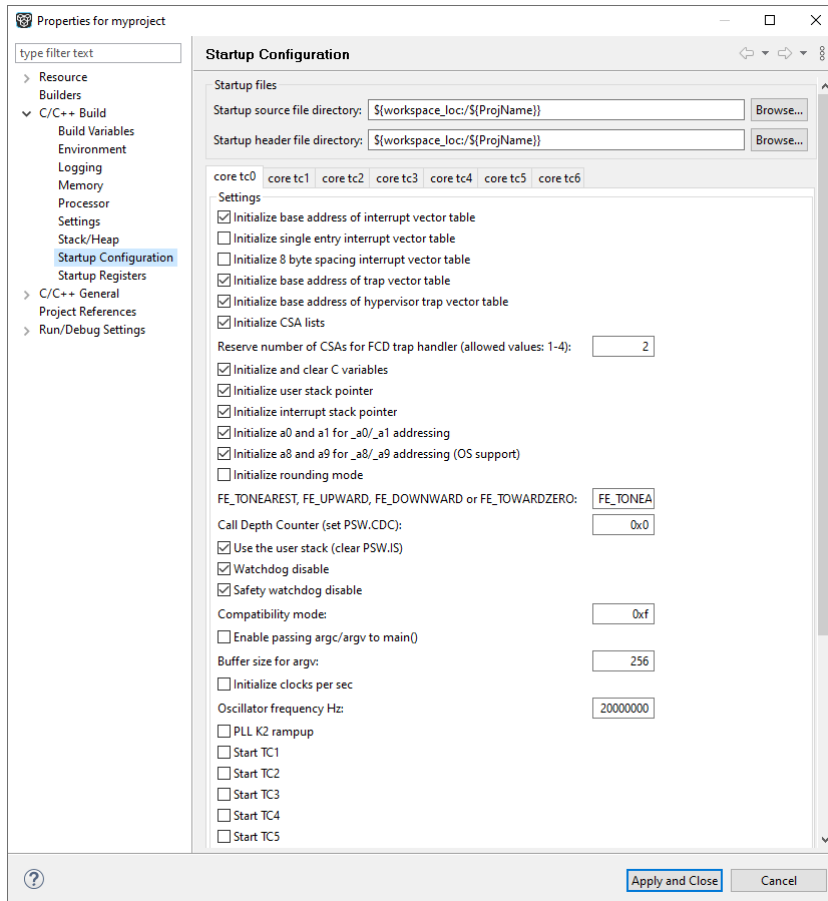 Properties for myproject
type filter text
Resource
Builders
C/C++ Build
Build Variables
Environment
Logging
Memory
Processor
Settings
Stack/Heap
Startup Configuration
Startup Registers
C/C++ General
Project References
Run/Debug Settings
Startup Configuration
Startup files
Startup source file directory: ${workspace_loc:/${ProjName}} Browse...
Startup header file directory: ${workspace_loc:/${ProjName}} Browse...
core tc0 core tc1 core tc2 core tc3 core tc4 core tc5 core tc6
Settings
Initialize base address of interrupt vector table
Initialize single entry interrupt vector table
Initialize 8 byte spacing interrupt vector table
Initialize base address of trap vector table
Initialize base address of hypervisor trap vector table
Initialize CSA lists
Reserve number of CSAs for FCD trap handler (allowed values: 1-4): 2
Initialize and clear C variables
Initialize user stack pointer
Initialize interrupt stack pointer
Initialize a0 and a1 for _a0/_a1 addressing
Initialize a8 and a9 for _a8/_a9 addressing (OS support)
Initialize rounding mode
FE_TONEAREST, FE_UPWARD, FE_DOWNWARD or FE_TOWARDZERO: FE_TONEA
Call Depth Counter (set PSW.CDC): 0x0
Use the user stack (clear PSW.IS)
Watchdog disable
Safety watchdog disable
Compatibility mode: 0xf
Enable passing argc/argv to main()
Buffer size for argv: 256
Initialize clocks per sec
Oscillator frequency Hz: 20000000
PLL K2 rampup
Start TC1
Start TC2
Start TC3
Start TC4
Start TC5
? Apply and Close Cancel